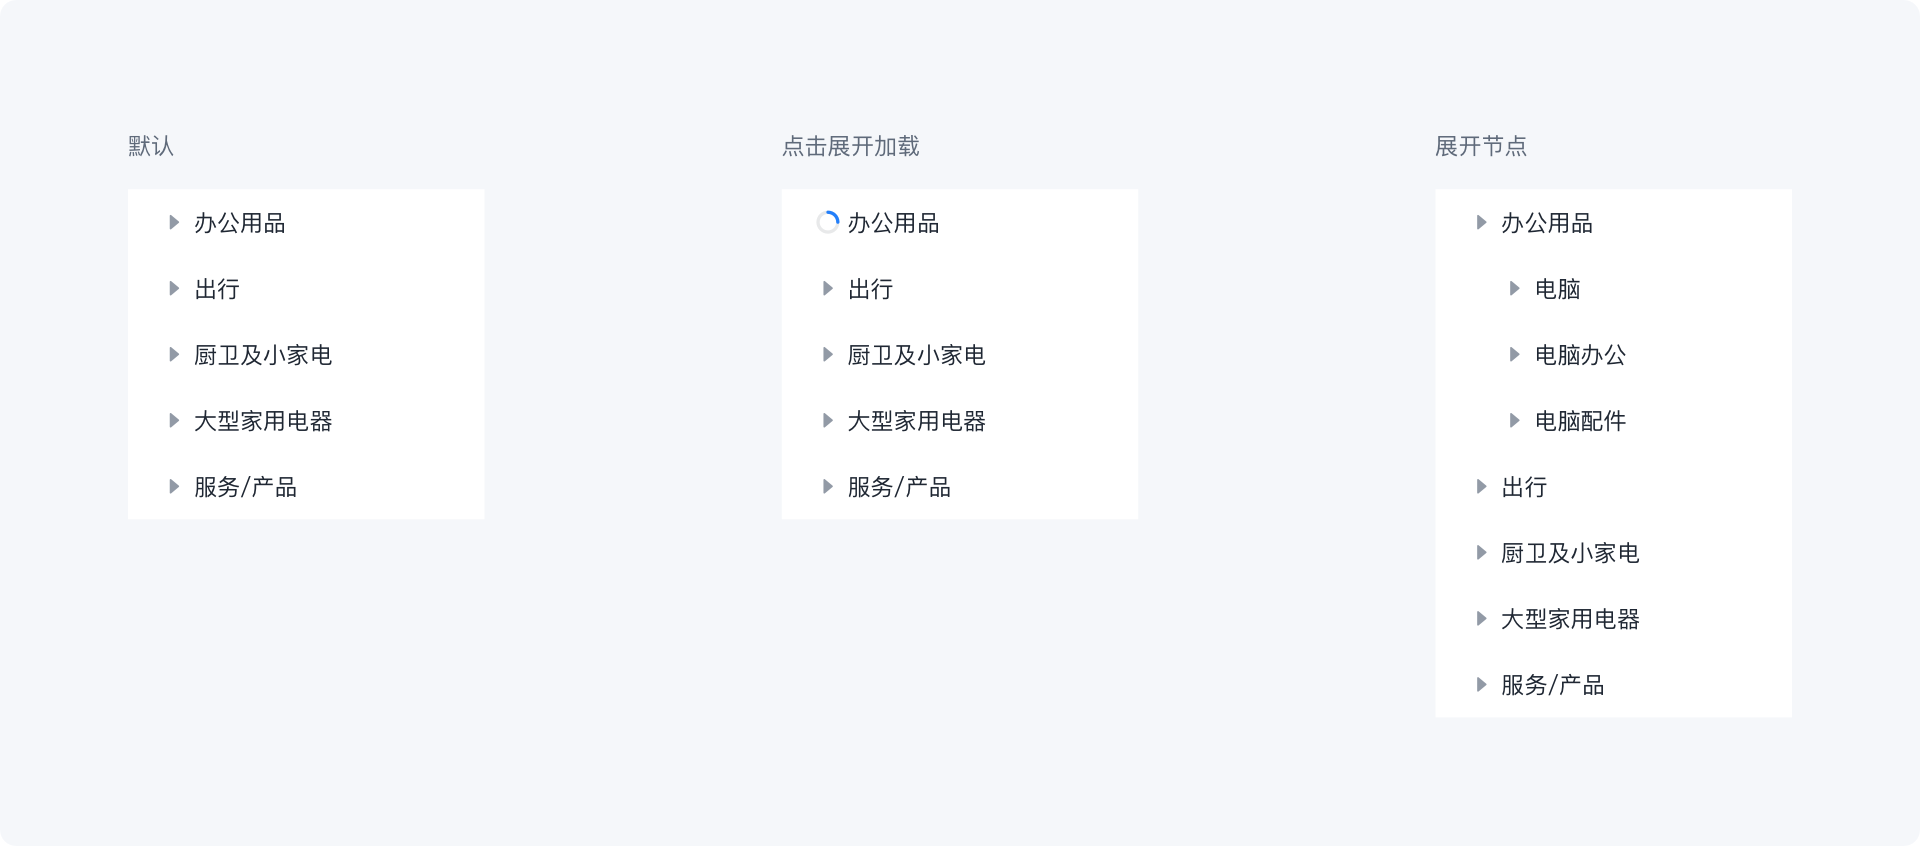 默认
办公用品
出行
厨卫及小家电
大型家用电器
服务/产品
点击展开加载
办公用品
出行
厨卫及小家电
大型家用电器
服务/产品
展开节点
办公用品
电脑
电脑办公
电脑配件
出行
厨卫及小家电
大型家用电器
服务/产品